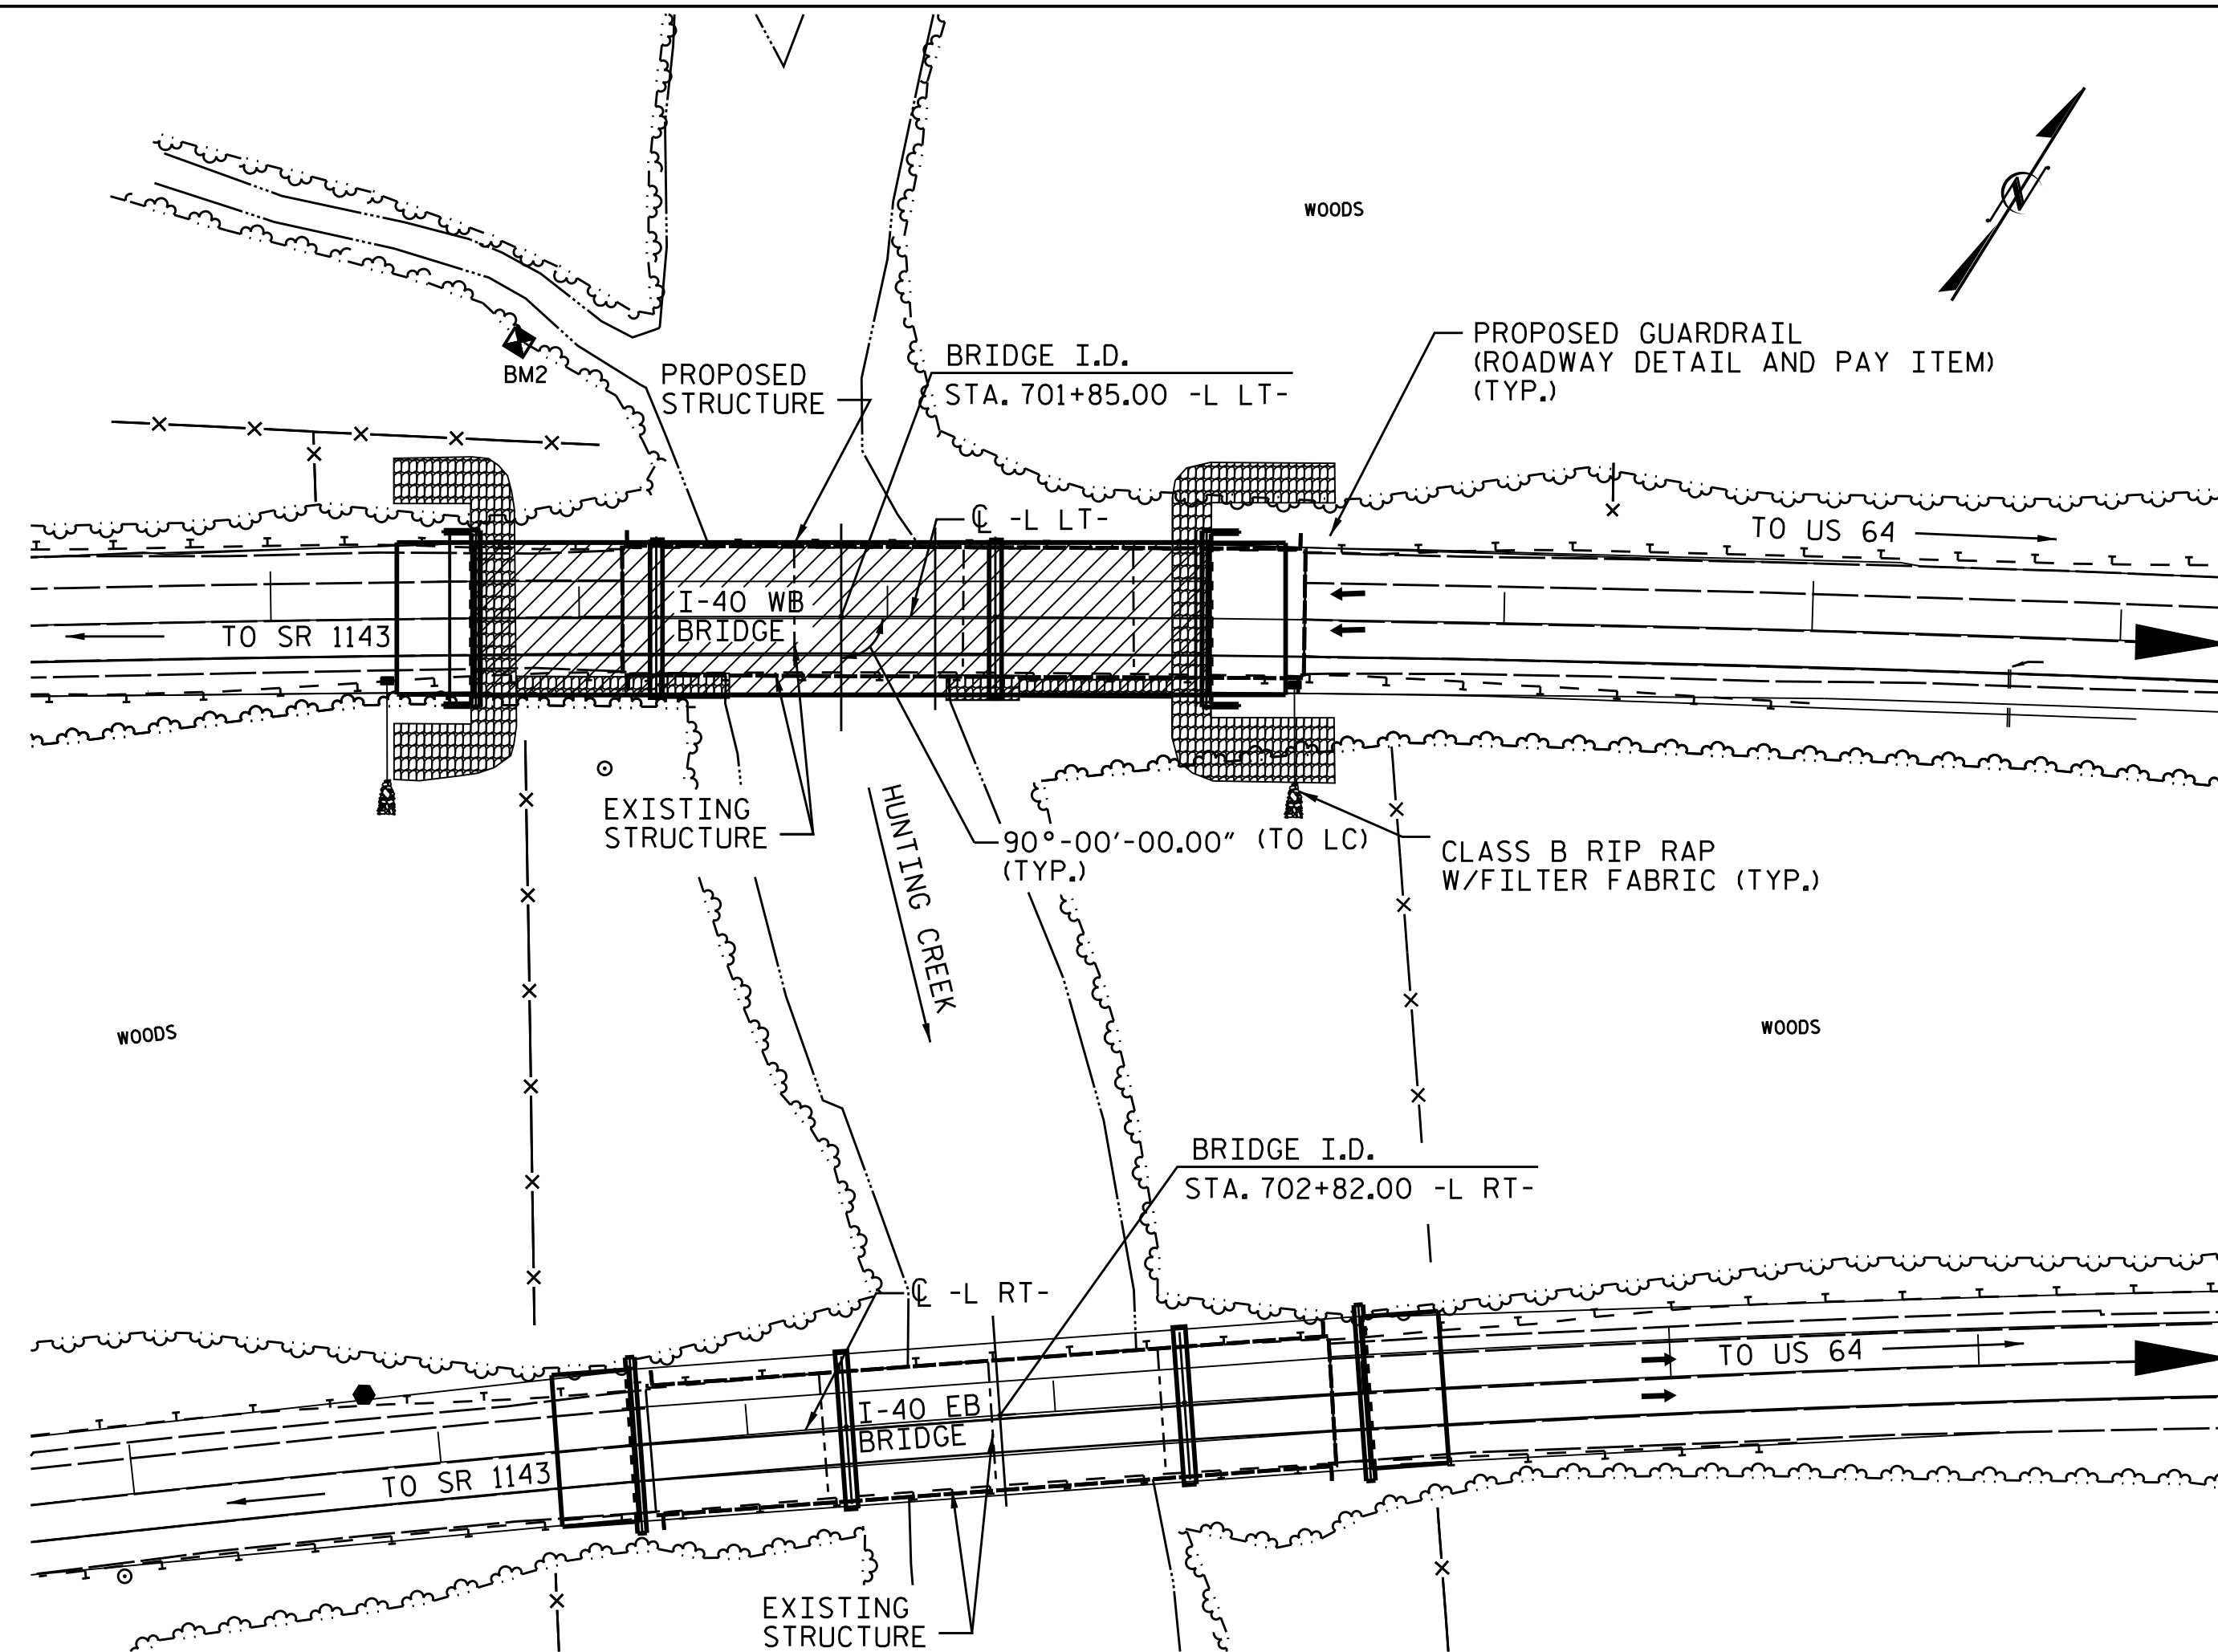 WOODS
N
PROPOSED GUARDRAIL
(ROADWAY DETAIL AND PAY ITEM)
(TYP.)
BRIDGE I.D.
STA. 701+85.00 -L LT-
PROPOSED
STRUCTURE
BM2
℄ -L LT-
TO US 64
I-40 WB
BRIDGE
TO SR 1143
EXISTING
STRUCTURE
HUNTING CREEK
90°-00'-00.00" (TO LC)
(TYP.)
CLASS B RIP RAP
W/FILTER FABRIC (TYP.)
WOODS
WOODS
BRIDGE I.D.
STA. 702+82.00 -L RT-
℄ -L RT-
TO US 64
I-40 EB
BRIDGE
TO SR 1143
EXISTING
STRUCTURE